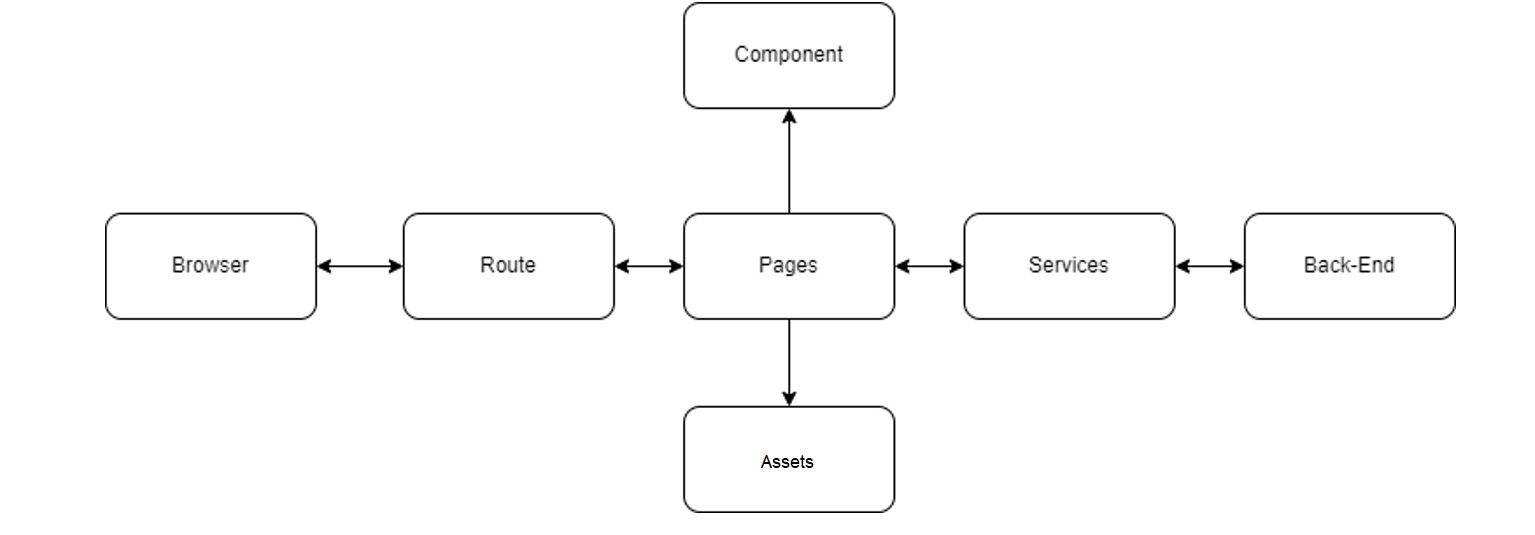 Component
Browser
Route
Pages
Services
Back-End
Assets